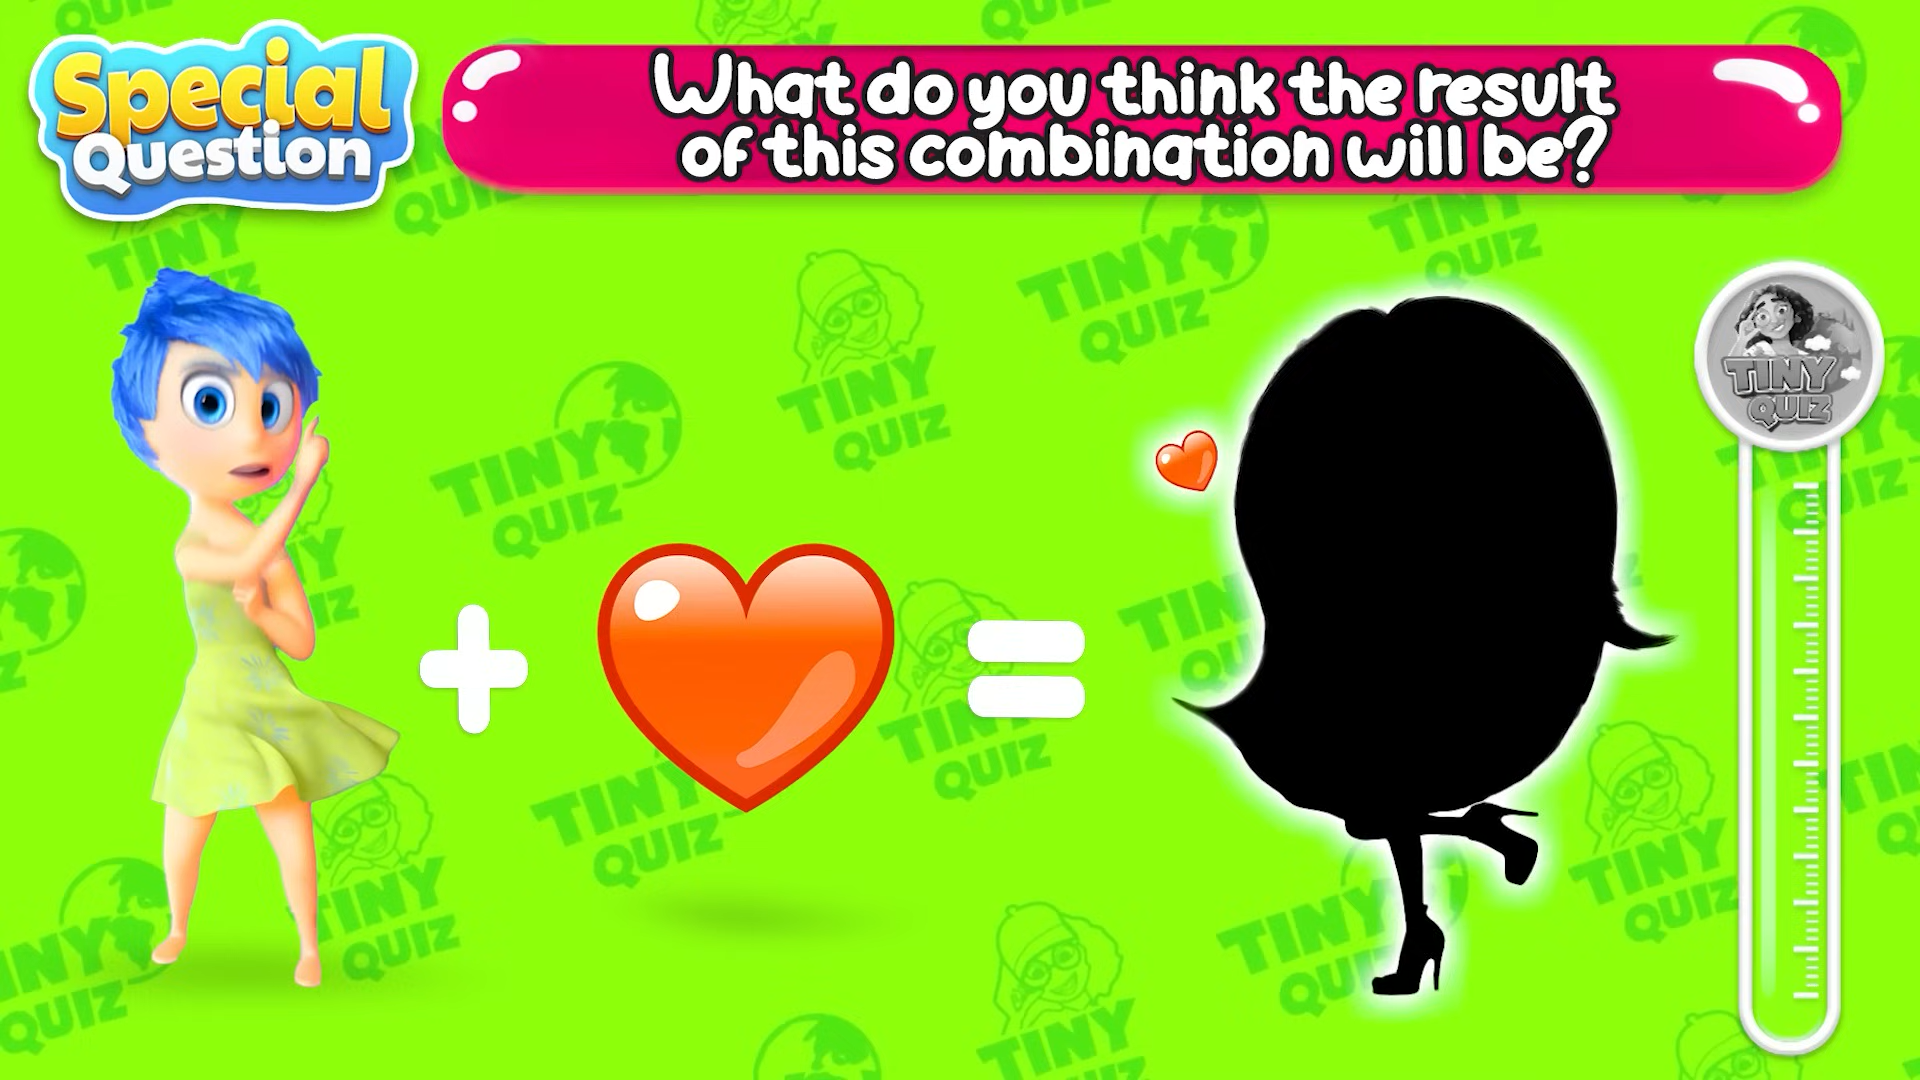 Special
Question
What do you think the result
of this combination will be?
TINY
QUIZ